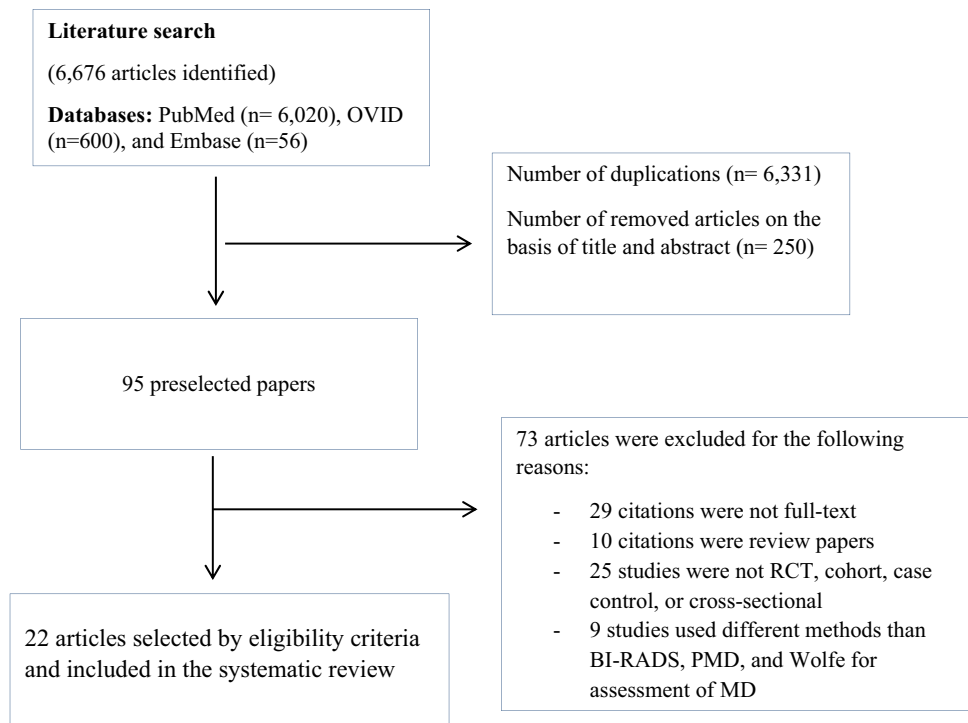 Literature search
(6,676 articles identified)
Databases: PubMed (n= 6,020), OVID
(n=600), and Embase (n=56)
Number of duplications (n= 6,331)
Number of removed articles on the
basis of title and abstract (n= 250)
95 preselected papers
73 articles were excluded for the following
reasons:
- 29 citations were not full-text
- 10 citations were review papers
- 25 studies were not RCT, cohort, case
control, or cross-sectional
- 9 studies used different methods than
BI-RADS, PMD, and Wolfe for
assessment of MD
22 articles selected by eligibility criteria
and included in the systematic review